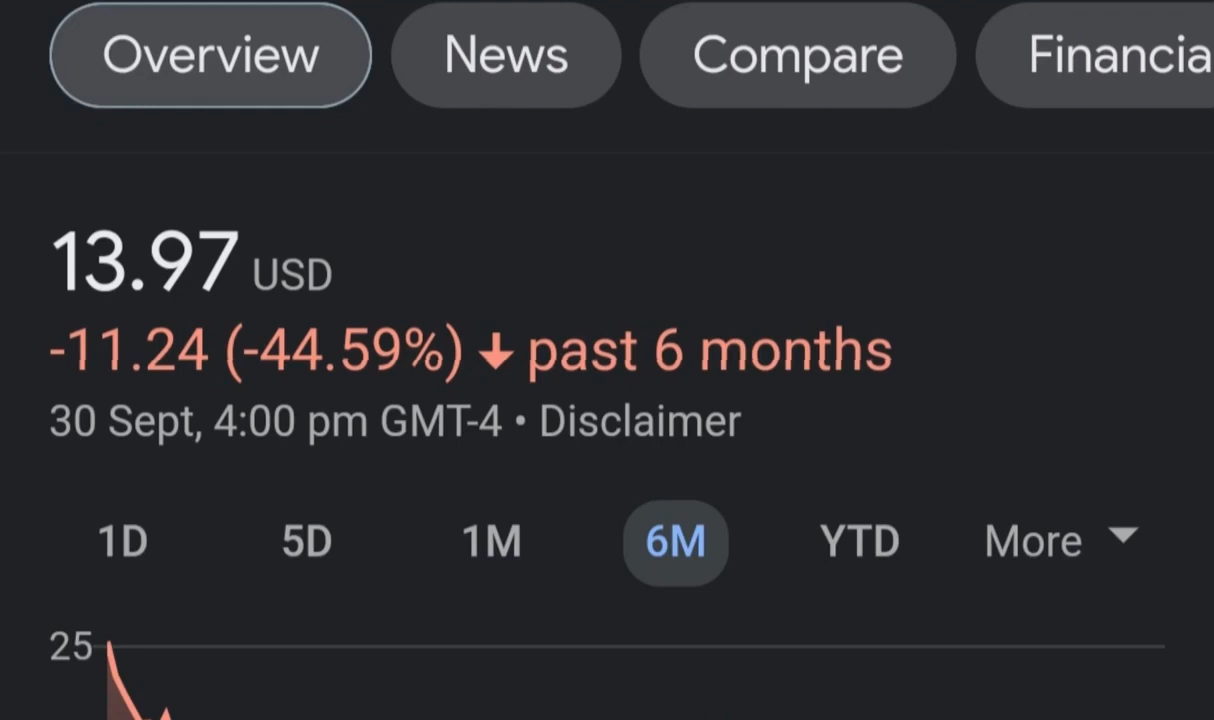 Overview News Compare Financia
13.97 USD
-11.24 (-44.59%) ↓ past 6 months
30 Sept, 4:00 pm GMT-4 • Disclaimer
1D 5D 1M 6M YTD More
25